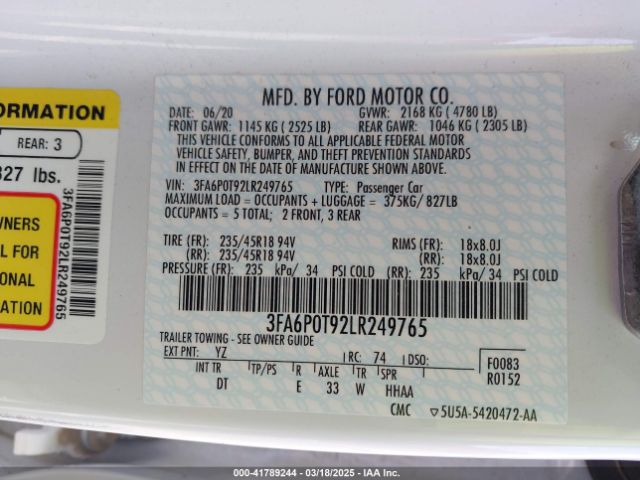 ORMATION
REAR: 3
327 lbs.
3FA6P0T92LR249765
WNERS
L FOR
ONAL
ATION
MFD. BY FORD MOTOR CO.
DATE: 06/20 GVWR: 2168 KG ( 4780 LB)
FRONT GAWR: 1145 KG ( 2525 LB) REAR GAWR: 1046 KG ( 2305 LB)
THIS VEHICLE CONFORMS TO ALL APPLICABLE FEDERAL MOTOR
VEHICLE SAFETY, BUMPER, AND THEFT PREVENTION STANDARDS
IN EFFECT ON THE DATE OF MANUFACTURE SHOWN ABOVE.
VIN: 3FA6P0T92LR249765 TYPE: Passenger Car
MAXIMUM LOAD = OCCUPANTS + LUGGAGE = 375KG/ 827LB
OCCUPANTS = 5 TOTAL; 2 FRONT, 3 REAR
TIRE (FR): 235/45R18 94V RIMS (FR): 18x8.0J
(RR): 235/45R18 94V (RR): 18x8.0J
PRESSURE (FR): 235 kPa/ 34 PSI COLD (RR): 235 kPa/ 34 PSI COLD
3FA6P0T92LR249765
TRAILER TOWING - SEE OWNER GUIDE
EXT PNT: YZ RC: 74 DSO:
F0083
R0152
INT TR TP/PS R AXLE TR SPR
DT E 33 W HHAA
CMC ▽5U5A-5420472-AA
000-41789244 | 03/18/2025 | IAA Inc.